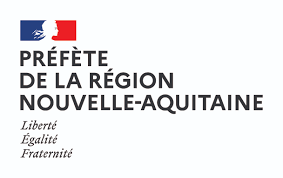 PRÉFÈTE
DE LA RÉGION
NOUVELLE-AQUITAINE
Liberté
Égalité
Fraternité